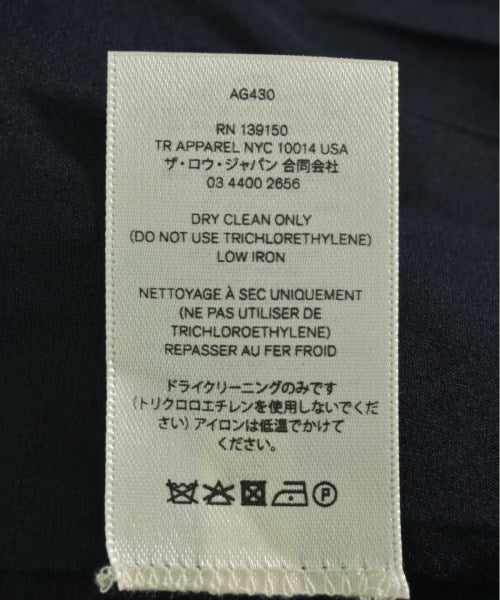 AG430
RN 139150
TR APPAREL NYC 10014 USA
ザ・ロウ・ジャパン 合同会社
03 4400 2656
DRY CLEAN ONLY
(DO NOT USE TRICHLORETHYLENE)
LOW IRON
NETTOYAGE À SEC UNIQUEMENT
(NE PAS UTILISER DE
TRICHLOROETHYLENE)
REPASSER AU FER FROID
ドライクリーニングのみです
(トリクロロエチレンを使用しないでくだ
さい) アイロンは低温でかけて
ください。
P